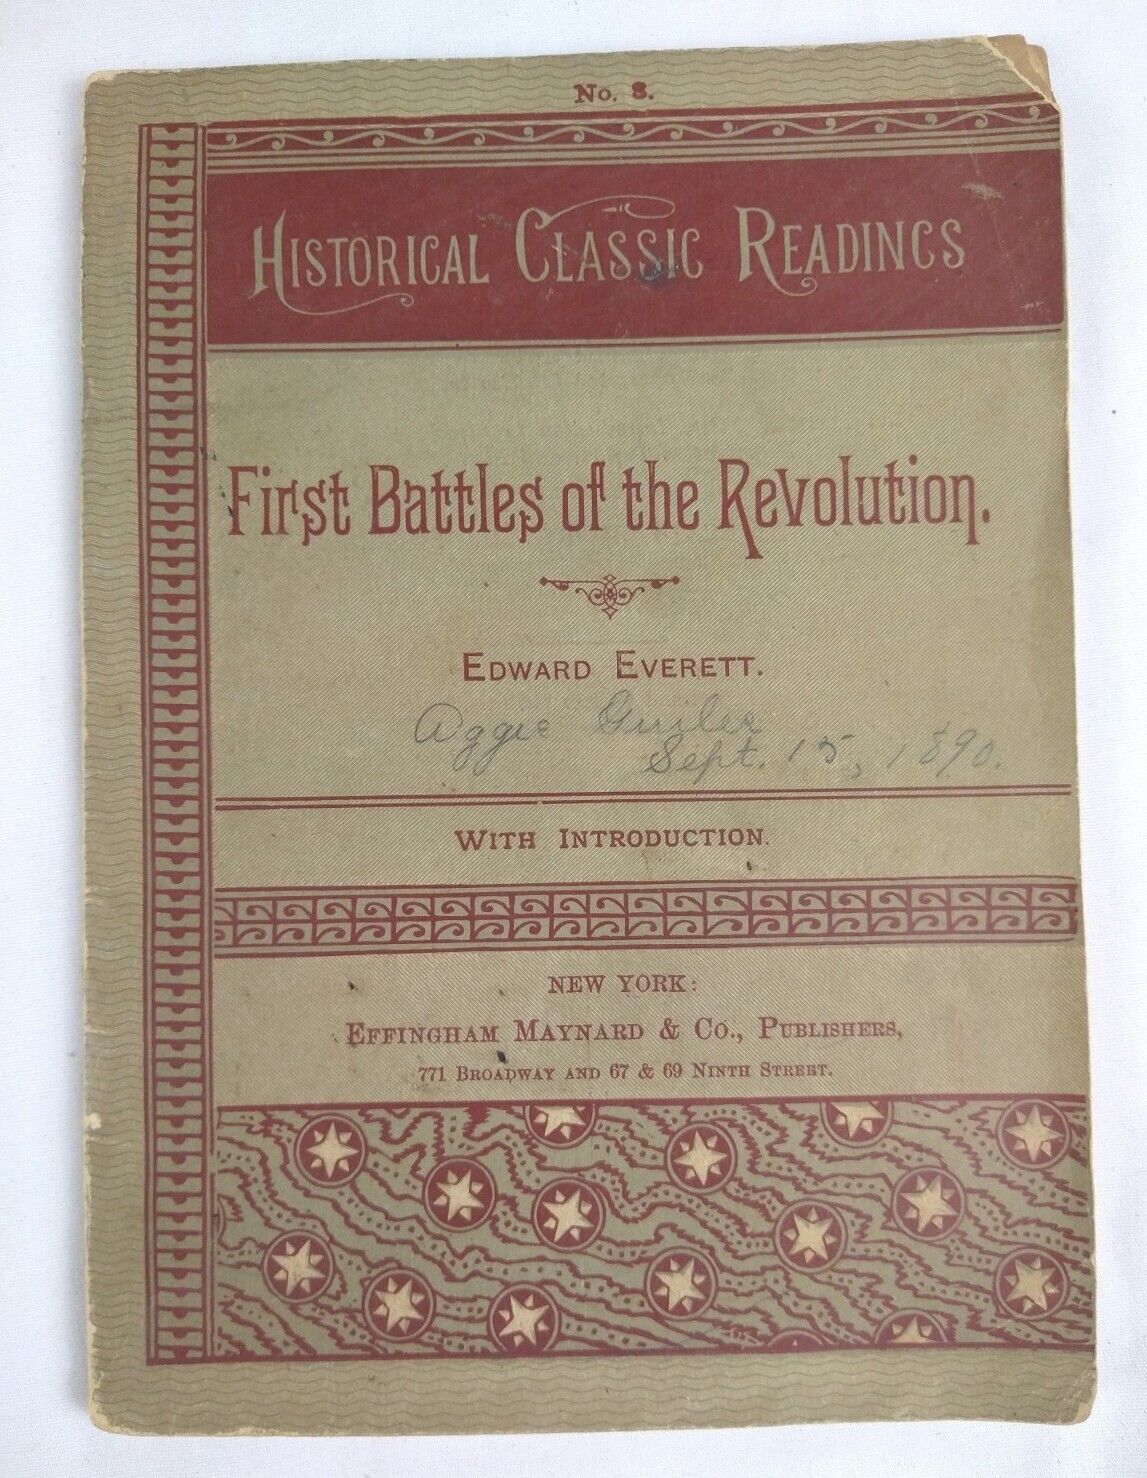 No. 8.
Historical Classic Readings
First Battles of the Revolution.
Edward Everett.
Aggie
Sept. 15, 1890.
With Introduction.
NEW YORK:
Effingham Maynard & Co., Publishers,
771 Broadway and 67 & 69 Ninth Street.